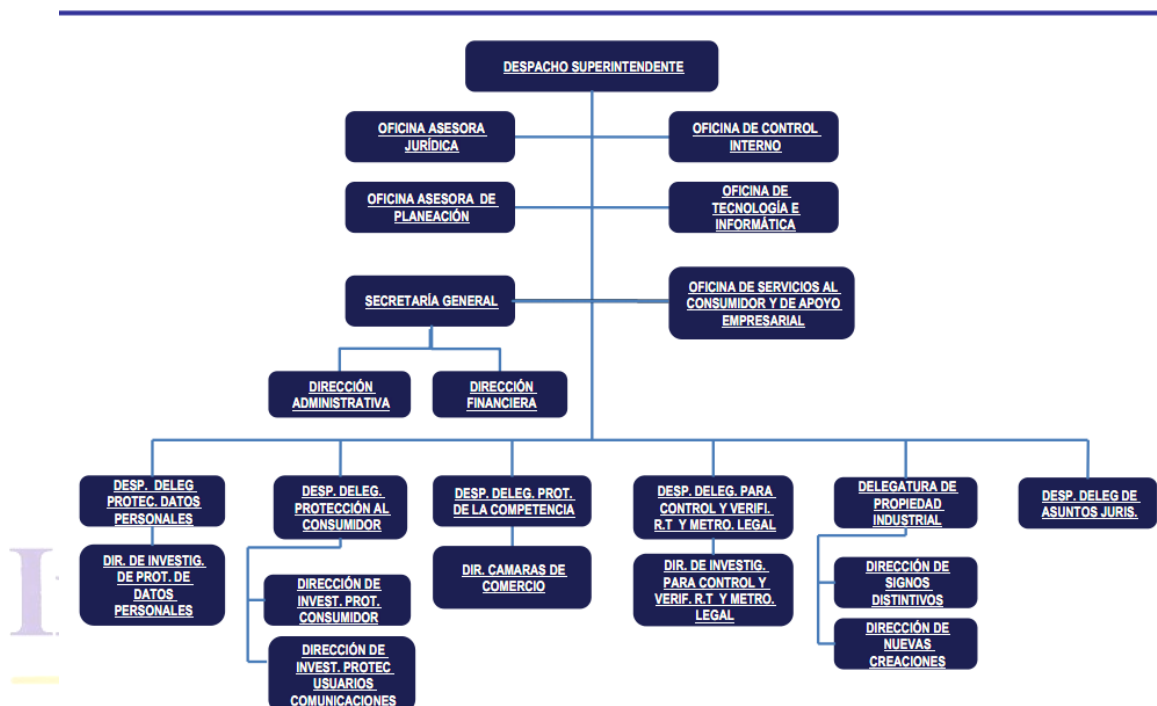 DESPACHO SUPERINTENDENTE
OFICINA ASESORA
JURÍDICA
OFICINA DE CONTROL
INTERNO
OFICINA ASESORA DE
PLANEACIÓN
OFICINA DE
TECNOLOGÍA E
INFORMÁTICA
SECRETARÍA GENERAL
OFICINA DE SERVICIOS AL
CONSUMIDOR Y DE APOYO
EMPRESARIAL
DIRECCIÓN
ADMINISTRATIVA
DIRECCIÓN
FINANCIERA
DESP. DELEG
PROTEC. DATOS
PERSONALES
DESP. DELEG.
PROTECCIÓN AL
CONSUMIDOR
DESP. DELEG. PROT.
DE LA COMPETENCIA
DESP. DELEG. PARA
CONTROL Y VERIFI.
R.T Y METRO. LEGAL
DELEGATURA DE
PROPIEDAD
INDUSTRIAL
DESP. DELEG DE
ASUNTOS JURIS.
DIR. DE INVESTIG.
DE PROT. DE
DATOS
PERSONALES
DIRECCIÓN DE
INVEST. PROT.
CONSUMIDOR
DIRECCIÓN DE
INVEST. PROTEC
USUARIOS
COMUNICACIONES
DIR. CAMARAS DE
COMERCIO
DIR. DE INVESTIG.
PARA CONTROL Y
VERIF. R.T Y METRO.
LEGAL
DIRECCIÓN DE
SIGNOS
DISTINTIVOS
DIRECCIÓN DE
NUEVAS
CREACIONES